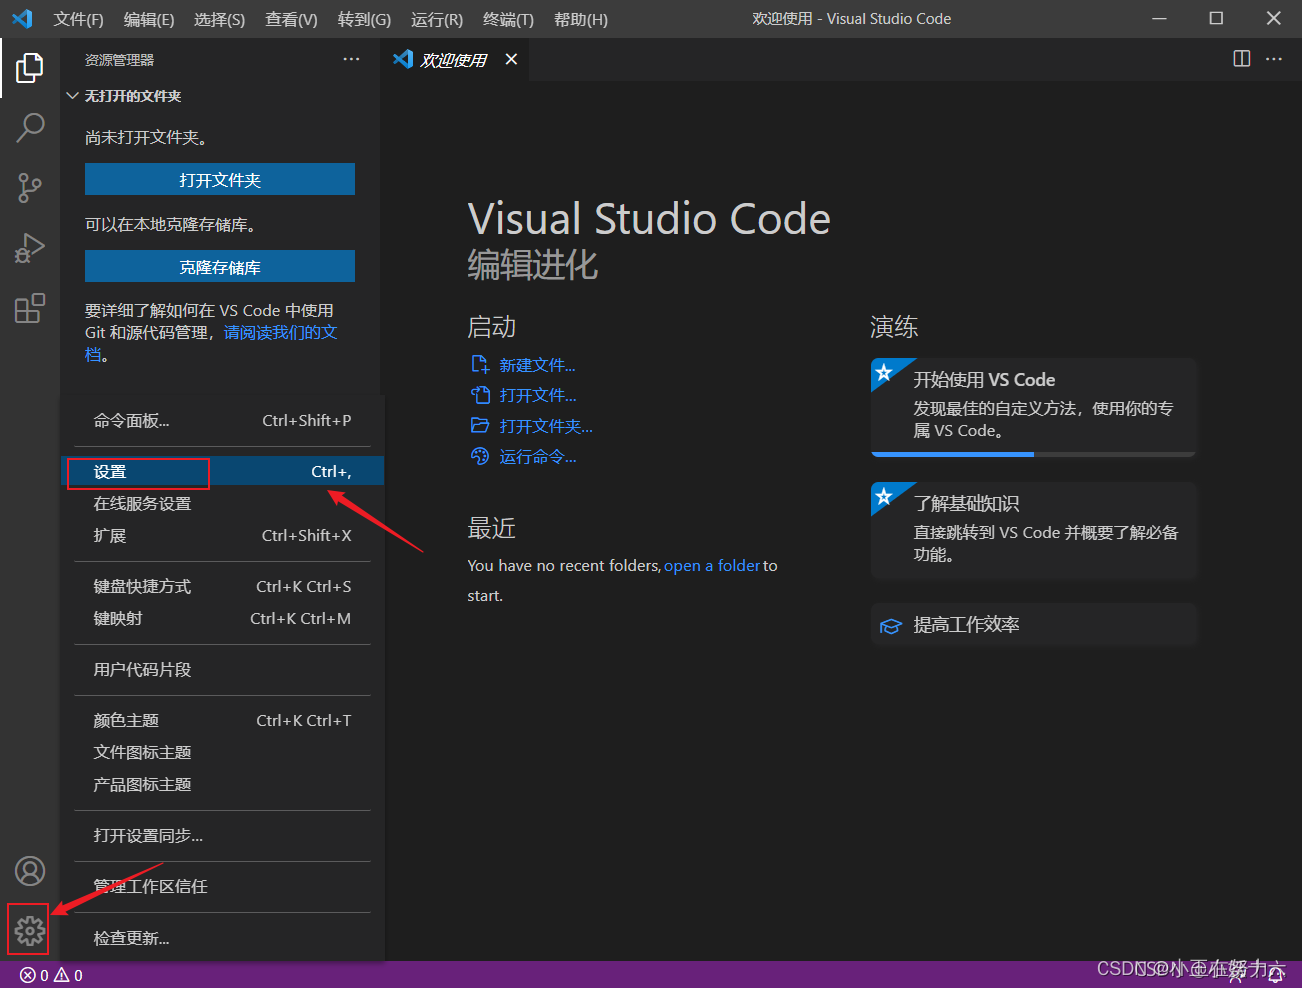 文件(F) 编辑(E) 选择(S) 查看(V) 转到(G) 运行(R) 终端(T) 帮助(H) 欢迎使用 - Visual Studio Code
资源管理器
欢迎使用
无打开的文件夹
尚未打开文件夹。
打开文件夹
可以在本地克隆存储库。
克隆存储库
要详细了解如何在 VS Code 中使用
Git 和源代码管理，请阅读我们的文
档。
命令面板... Ctrl+Shift+P
设置 Ctrl+,
在线服务设置
扩展 Ctrl+Shift+X
键盘快捷方式 Ctrl+K Ctrl+S
键映射 Ctrl+K Ctrl+M
用户代码片段
颜色主题 Ctrl+K Ctrl+T
文件图标主题
产品图标主题
打开设置同步...
管理工作区信任
检查更新...
Visual Studio Code
编辑进化
启动
新建文件...
打开文件...
打开文件夹...
运行命令...
最近
You have no recent folders, open a folder to
start.
演练
开始使用 VS Code
发现最佳的自定义方法，使用你的专
属 VS Code。
了解基础知识
直接跳转到 VS Code 并概要了解必备
功能。
提高工作效率
0 0